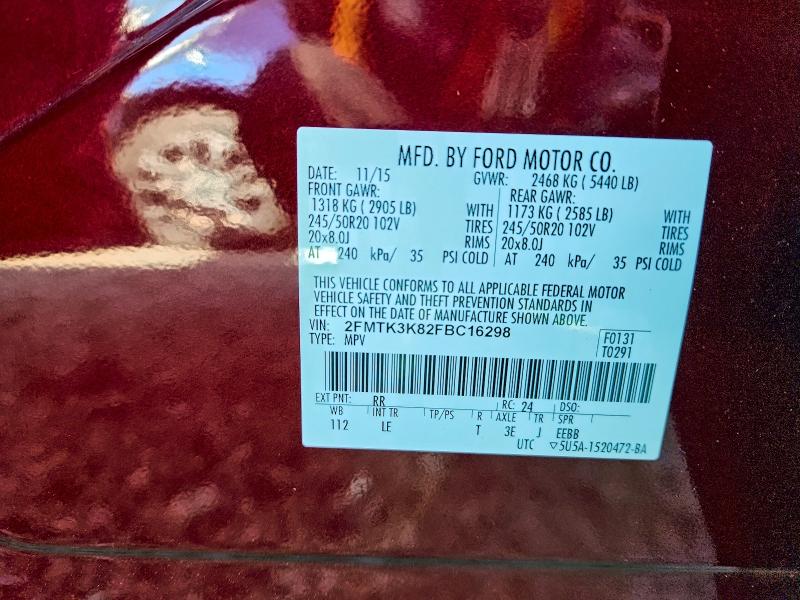 MFD. BY FORD MOTOR CO.
DATE: 11/15 GVWR: 2468 KG ( 5440 LB)
FRONT GAWR: REAR GAWR:
1318 KG ( 2905 LB) WITH 1173 KG ( 2585 LB) WITH
245/50R20 102V TIRES 245/50R20 102V TIRES
20x8.0J RIMS 20x8.0J RIMS
AT 240 kPa/ 35 PSI COLD AT 240 kPa/ 35 PSI COLD
THIS VEHICLE CONFORMS TO ALL APPLICABLE FEDERAL MOTOR
VEHICLE SAFETY AND THEFT PREVENTION STANDARDS IN
EFFECT ON THE DATE OF MANUFACTURE SHOWN ABOVE.
VIN: 2FMTK3K82FBC16298
TYPE: MPV
F0131
T0291
EXT PNT: RR RC: 24 DSO:
WB INT TR TP/PS R AXLE TR SPR
112 LE T 3E J EEBB
UTC ▽5U5A-1520472-BA